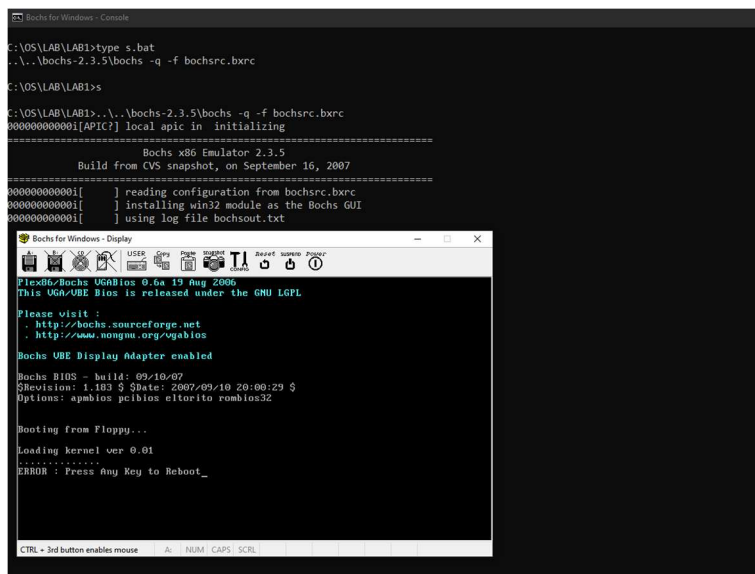 Bochs for Windows - Console
C:\OS\LAB\LAB1>type s.bat
..\..\bochs-2.3.5\bochs -q -f bochsrc.bxrc
C:\OS\LAB\LAB1>s
C:\OS\LAB\LAB1>..\..\bochs-2.3.5\bochs -q -f bochsrc.bxrc
00000000000i[APIC?] local apic in  initializing
========================================================================
Bochs x86 Emulator 2.3.5
Build from CVS snapshot, on September 16, 2007
========================================================================
00000000000i[     ] reading configuration from bochsrc.bxrc
00000000000i[     ] installing win32 module as the Bochs GUI
00000000000i[     ] using log file bochsout.txt
Bochs for Windows - Display
A: B: CD USER Copy Paste snapshot CONFIG Reset SUSPEND Power
Plex86/Bochs VGABios 0.6a 19 Aug 2006
This VGA/VBE Bios is released under the GNU LGPL
Please visit :
. http://bochs.sourceforge.net
. http://www.nongnu.org/vgabios
Bochs VBE Display Adapter enabled
Bochs BIOS - build: 09/10/07
$Revision: 1.183 $ $Date: 2007/09/10 20:00:29 $
Options: apmbios pcibios eltorito rombios32
Booting from Floppy...
Loading kernel ver 0.01
..............
ERROR : Press Any Key to Reboot_
CTRL + 3rd button enables mouse A: NUM CAPS SCRL